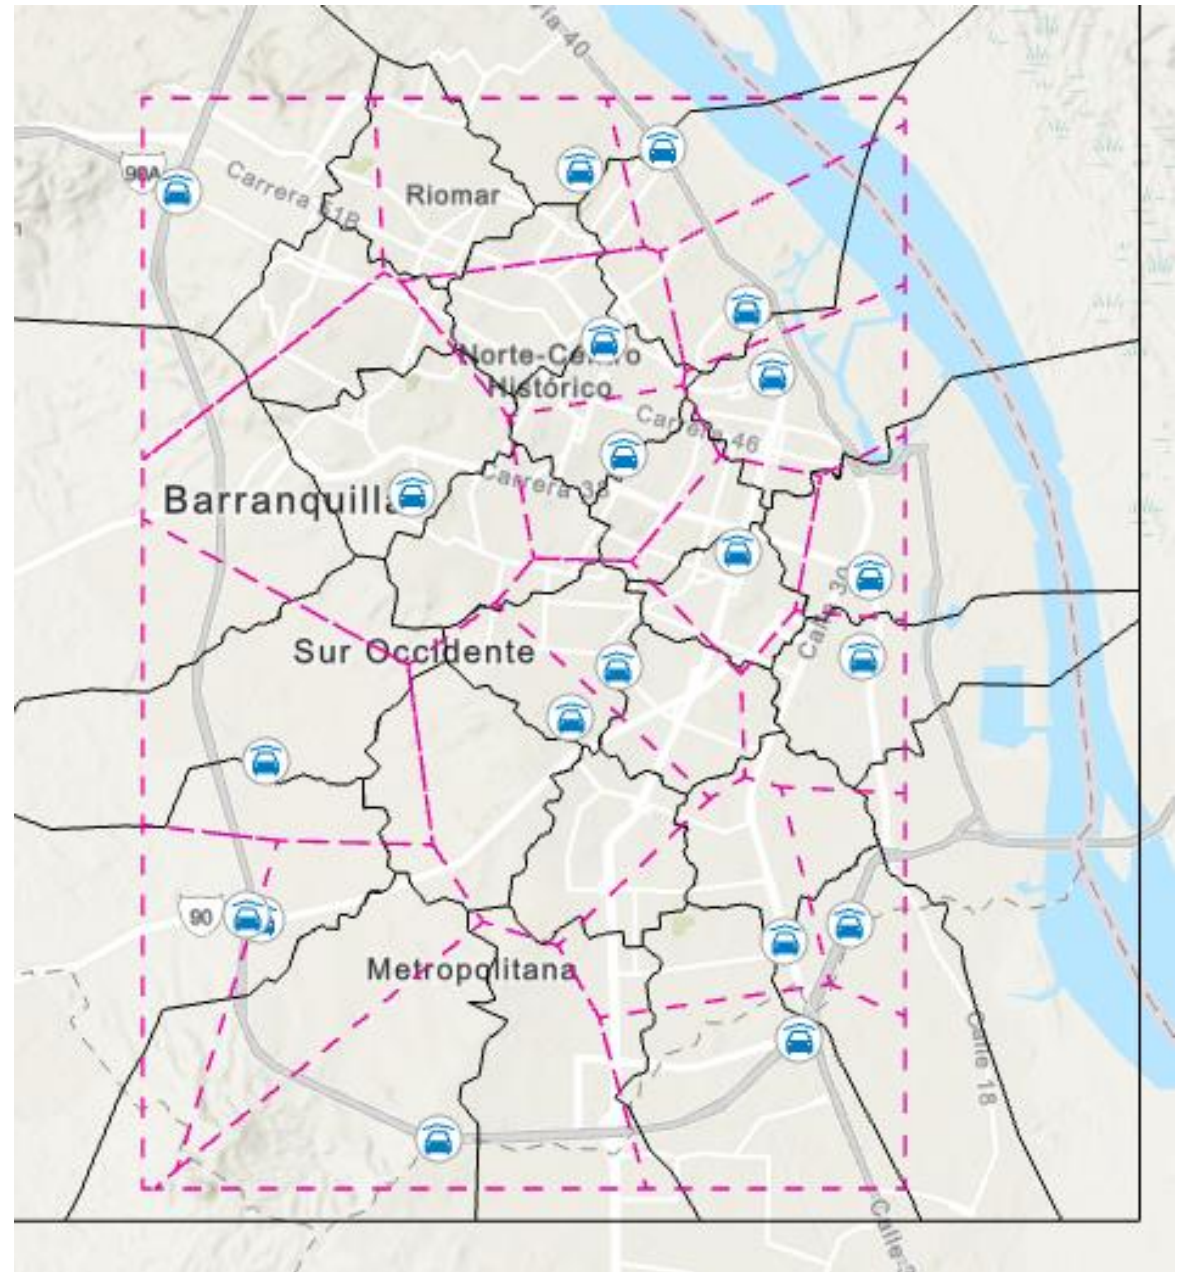 Vía 40
90A
Carrera 51B
Riomar
Norte-Centro
Histórico
Carrera 46
Carrera 38
Barranquilla
Calle 30
Sur Occidente
90
Metropolitana
Calle 18
Calle